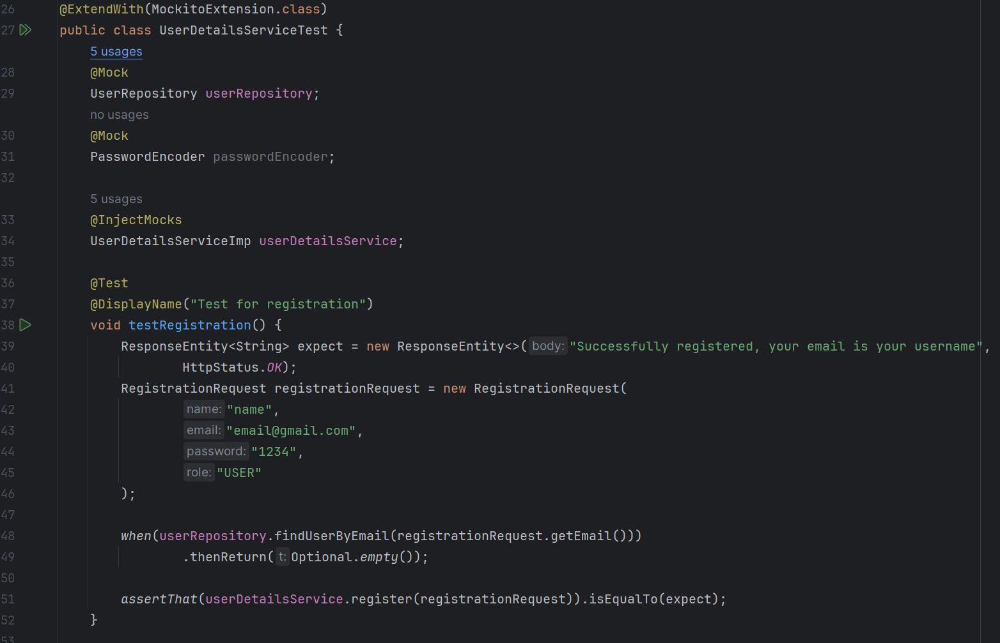 26 @ExtendWith(MockitoExtension.class)
27 public class UserDetailsServiceTest {
5 usages
28 @Mock
29 UserRepository userRepository;
no usages
30 @Mock
31 PasswordEncoder passwordEncoder;
32
5 usages
33 @InjectMocks
34 UserDetailsServiceImp userDetailsService;
35
36 @Test
37 @DisplayName("Test for registration")
38 void testRegistration() {
39 ResponseEntity<String> expect = new ResponseEntity<>( body: "Successfully registered, your email is your username",
40 HttpStatus.OK);
41 RegistrationRequest registrationRequest = new RegistrationRequest(
42 name: "name",
43 email: "email@gmail.com",
44 password: "1234",
45 role: "USER"
46 );
47
48 when(userRepository.findUserByEmail(registrationRequest.getEmail()))
49 .thenReturn( t: Optional.empty());
50
51 assertThat(userDetailsService.register(registrationRequest)).isEqualTo(expect);
52 }
53